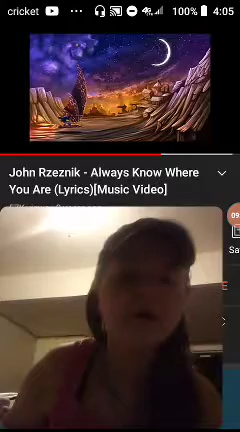 cricket 100% 4:05
John Rzeznik - Always Know Where
You Are (Lyrics)[Music Video]